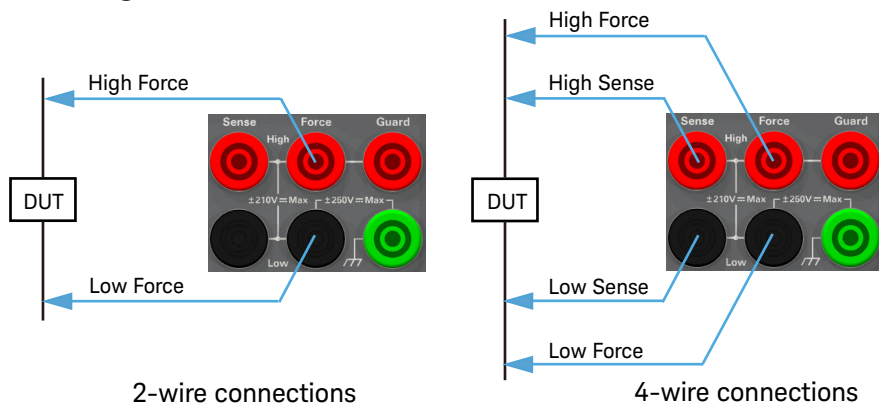 High Force
Sense Force Guard
High
DUT
±210V⎓Max ±250V⎓Max
Low
Low Force
2-wire connections
High Force
High Sense
Sense Force Guard
High
DUT
±210V⎓Max ±250V⎓Max
Low
Low Sense
Low Force
4-wire connections